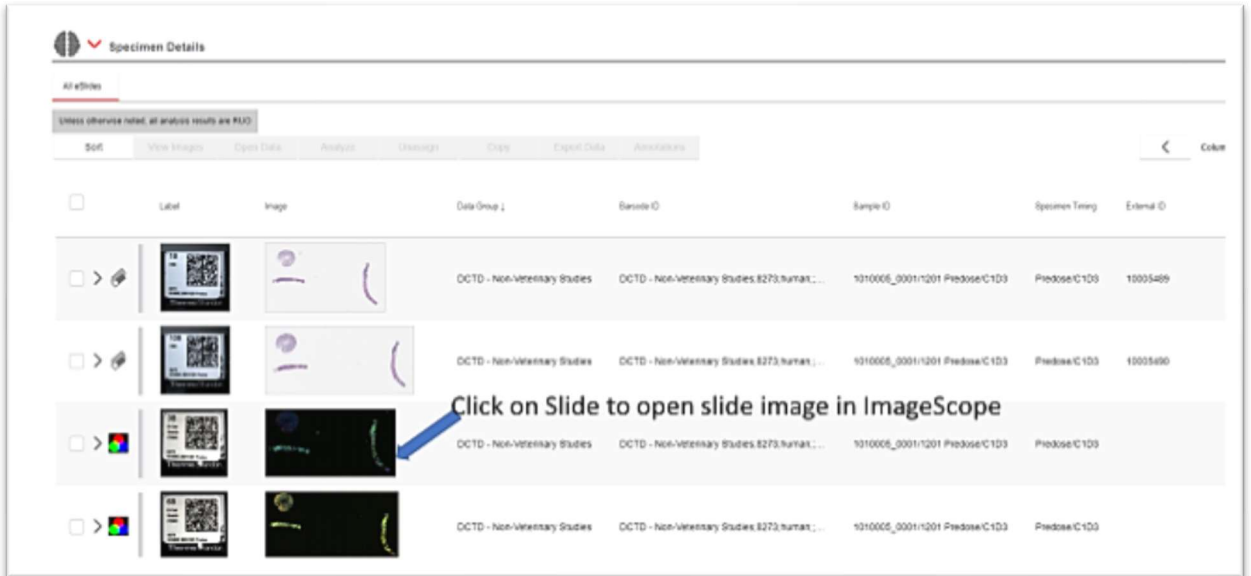 Specimen Details
All eSlides
Unless otherwise noted, all analysis results are RUO
Sort View Images Open Data Analyze Unassign Copy Export Data Annotations Colum
Label Image Data Group ↓ Barcode ID Sample ID Specimen Timing External ID
DCTD - Non-Veterinary Studies DCTD - Non-Veterinary Studies;8273;human;;... 1010005_0001/1201 Predose/C1D3 Predose/C1D3 10005489
DCTD - Non-Veterinary Studies DCTD - Non-Veterinary Studies;8273;human;;... 1010005_0001/1201 Predose/C1D3 Predose/C1D3 10005490
Click on Slide to open slide image in ImageScope
DCTD - Non-Veterinary Studies DCTD - Non-Veterinary Studies;8273;human;;... 1010005_0001/1201 Predose/C1D3 Predose/C1D3
DCTD - Non-Veterinary Studies DCTD - Non-Veterinary Studies;8273;human;;... 1010005_0001/1201 Predose/C1D3 Predose/C1D3